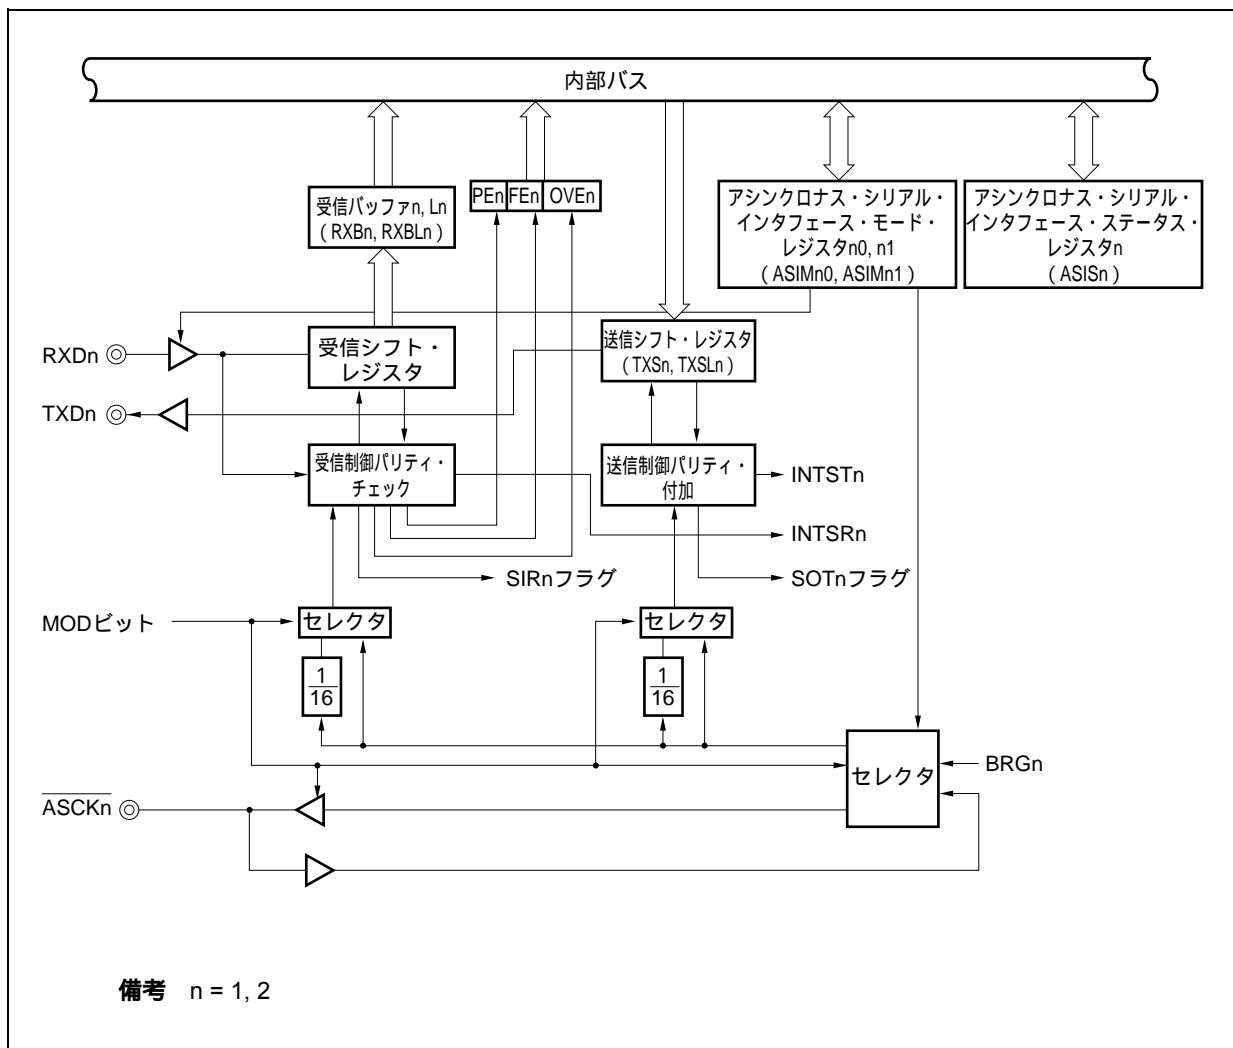 内部バス
受信バッファn, Ln
（RXBn, RXBLn）
PEn FEn OVEn
アシンクロナス・シリアル・
インタフェース・モード・
レジスタn0, n1
（ASIMn0, ASIMn1）
アシンクロナス・シリアル・
インタフェース・ステータス・
レジスタn
（ASISn）
RXDn
受信シフト・
レジスタ
送信シフト・レジスタ
（TXSn, TXSLn）
TXDn
受信制御パリティ・
チェック
送信制御パリティ・
付加
INTSTn
INTSRn
SIRnフラグ
SOTnフラグ
MODビット
セレクタ
セレクタ
1
16
1
16
セレクタ
BRGn
ASCKn
備考 n = 1, 2